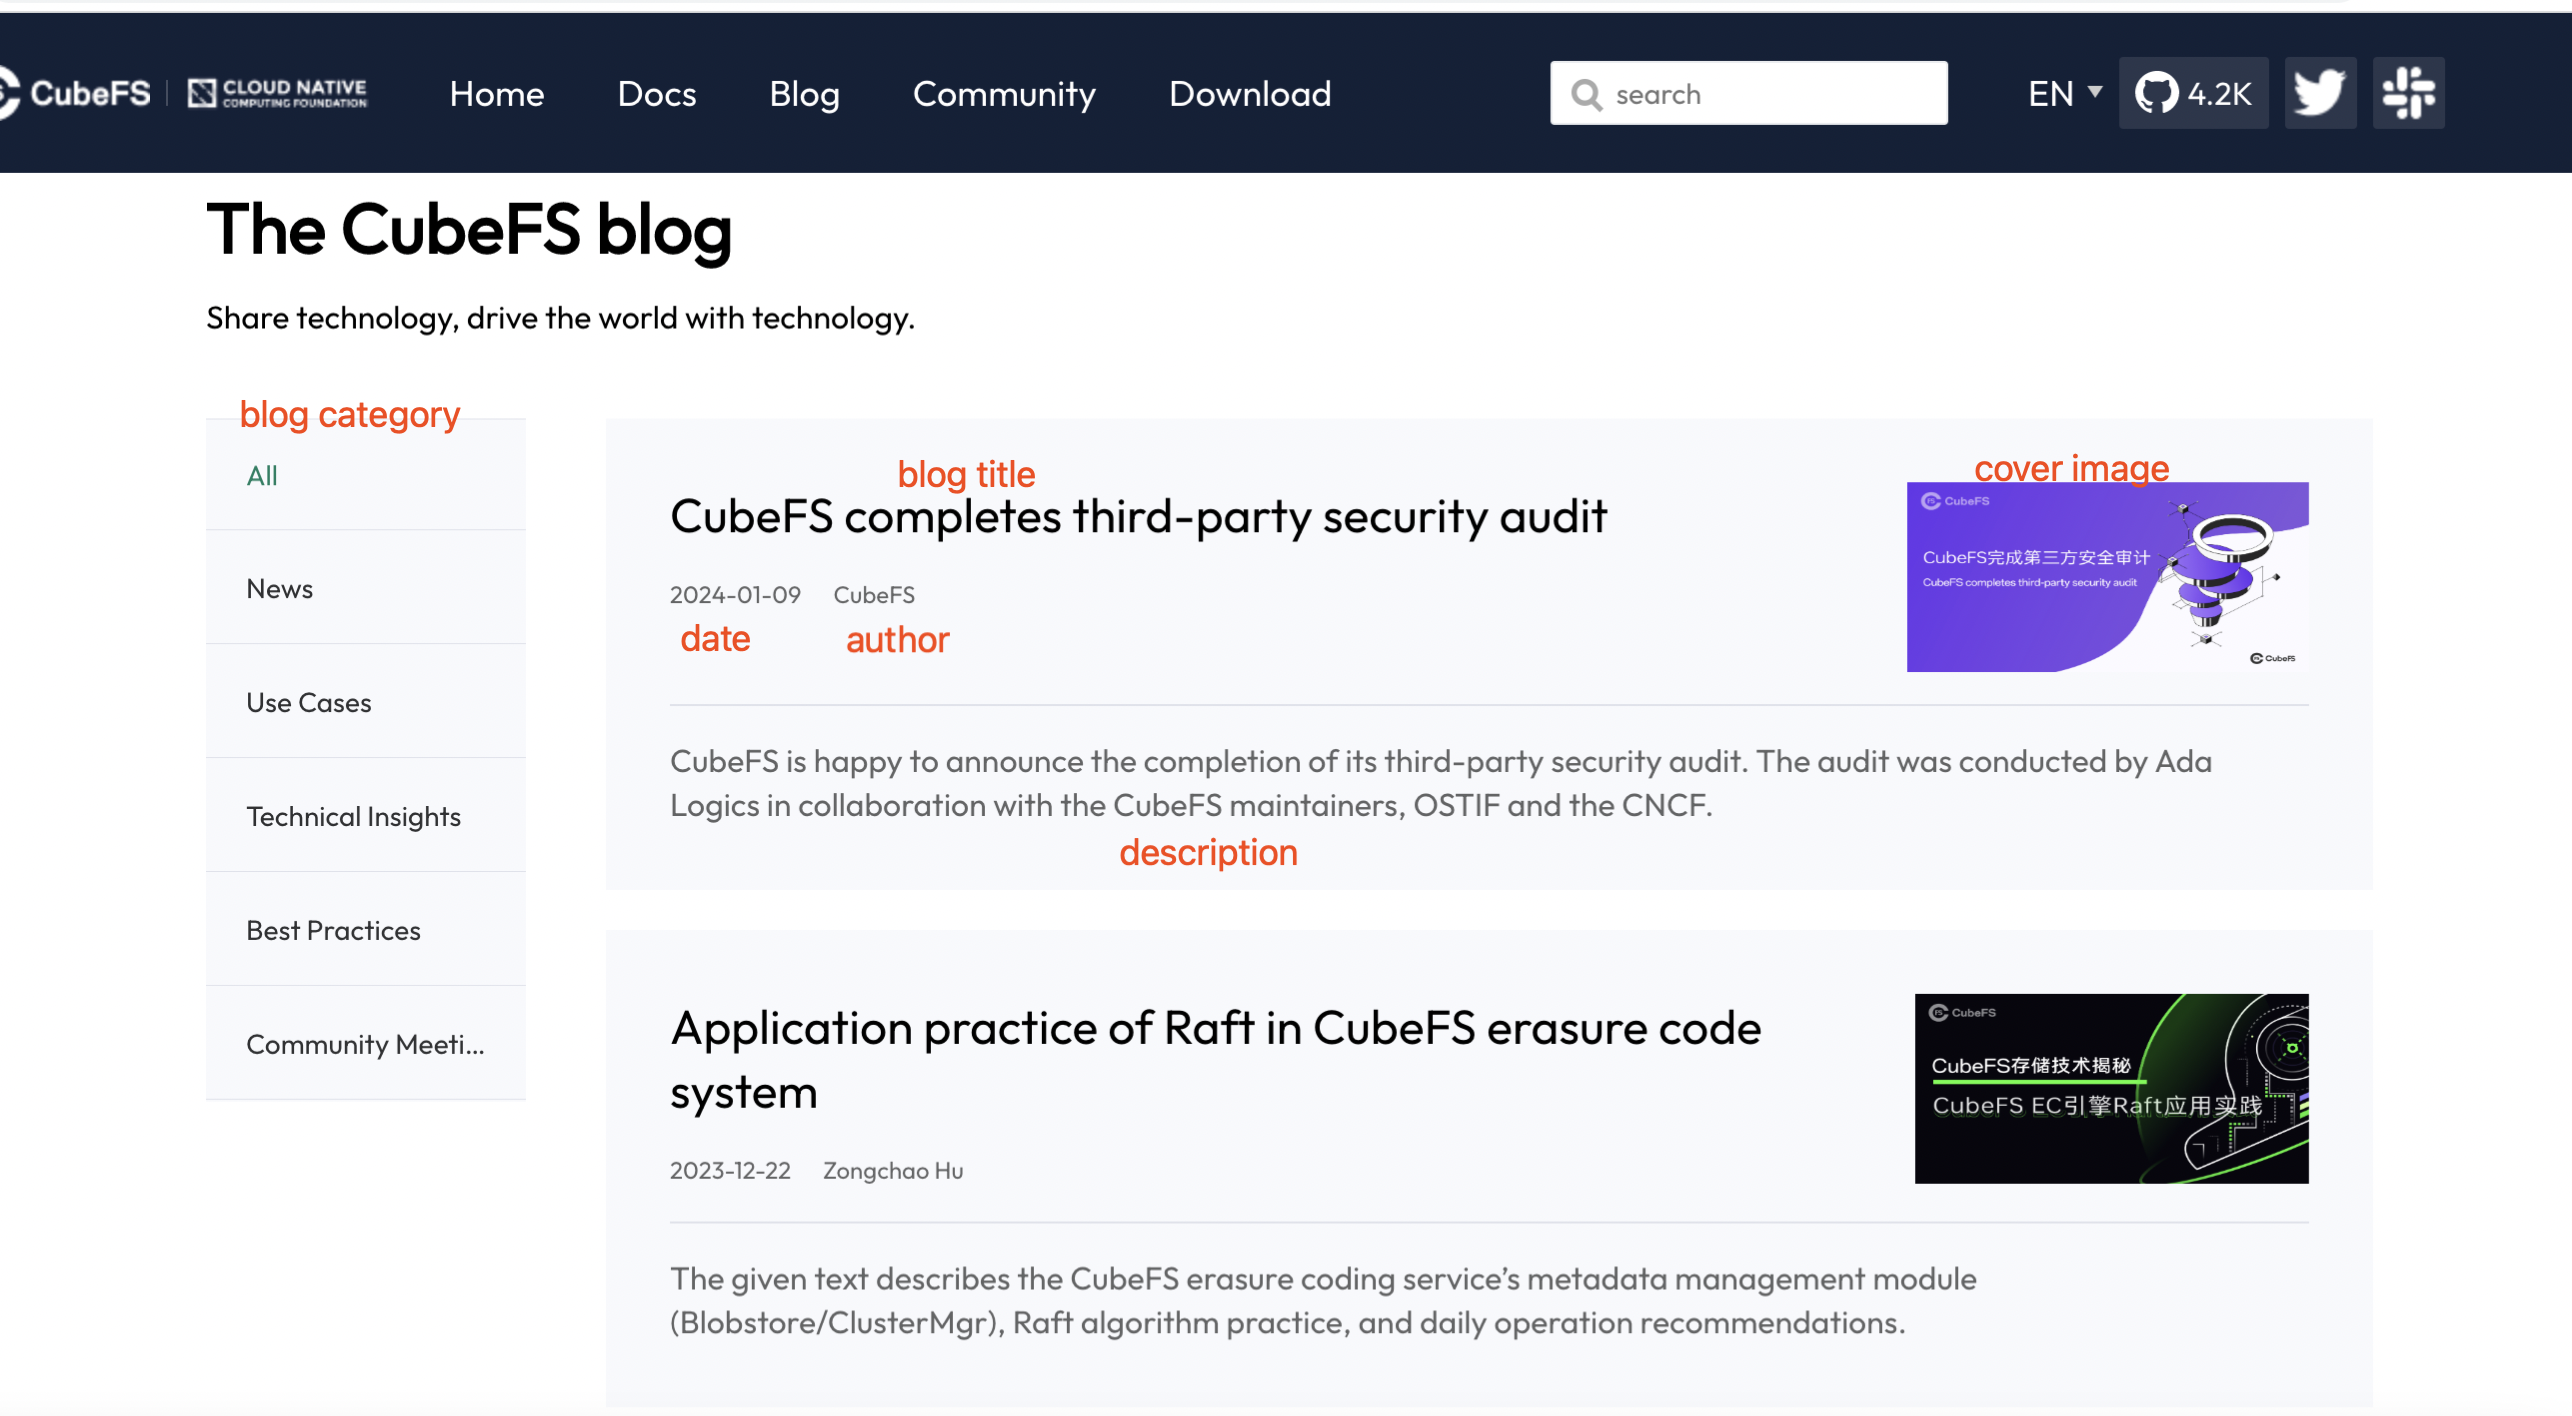 CubeFS
CLOUD NATIVE
COMPUTING FOUNDATION
Home
Docs
Blog
Community
Download
search
EN
4.2K
The CubeFS blog
Share technology, drive the world with technology.
blog category
All
News
Use Cases
Technical Insights
Best Practices
Community Meeti...
blog title
CubeFS completes third-party security audit
2024-01-09 CubeFS
date author
cover image
CubeFS
CubeFS完成第三方安全审计
CubeFS completes third-party security audit
CubeFS
CubeFS is happy to announce the completion of its third-party security audit. The audit was conducted by Ada
Logics in collaboration with the CubeFS maintainers, OSTIF and the CNCF.
description
Application practice of Raft in CubeFS erasure code
system
2023-12-22 Zongchao Hu
CubeFS
CubeFS存储技术揭秘
CubeFS EC引擎Raft应用实践
The given text describes the CubeFS erasure coding service’s metadata management module
(Blobstore/ClusterMgr), Raft algorithm practice, and daily operation recommendations.